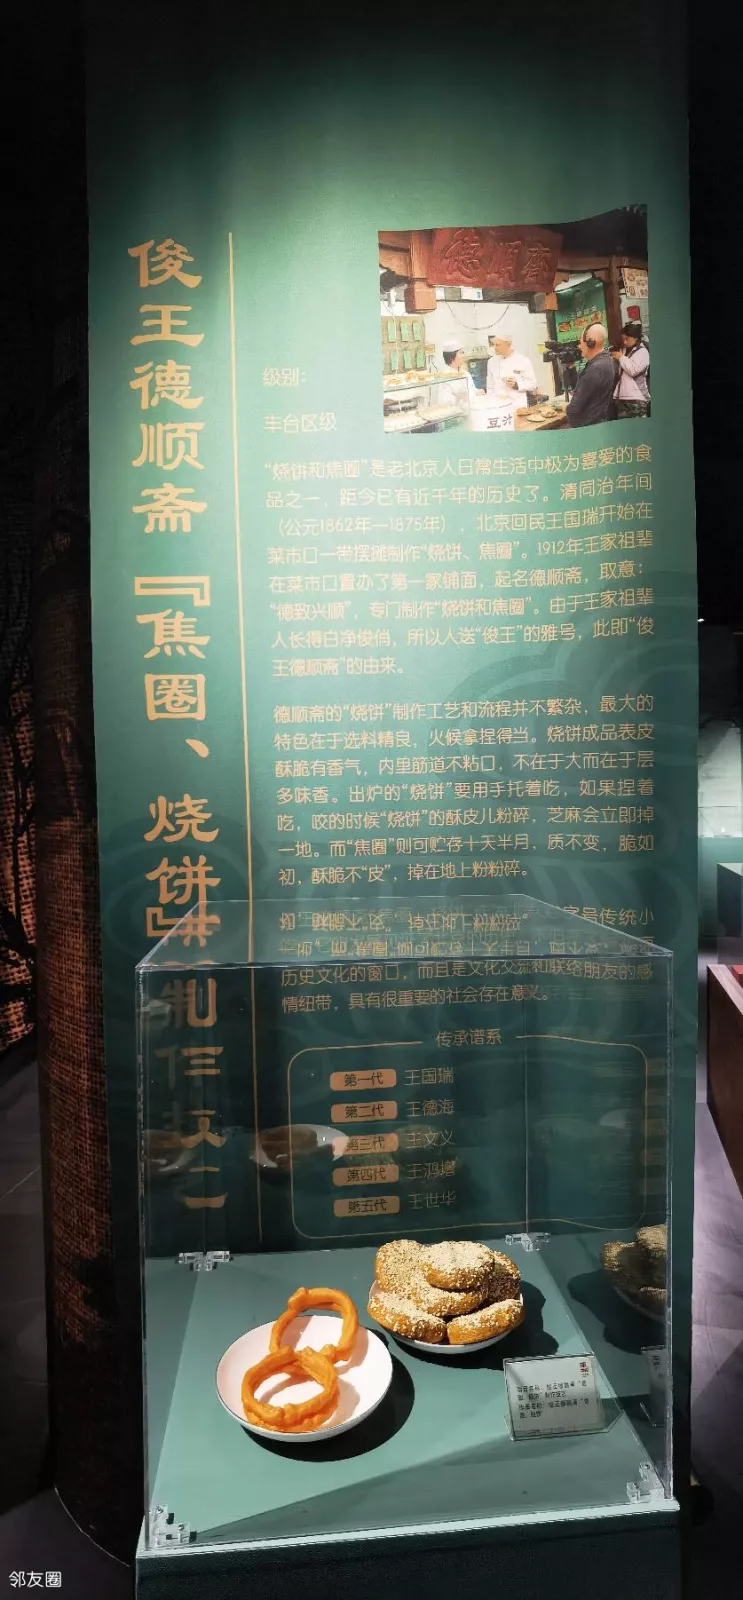 俊王德顺斋『焦圈、烧饼』
德顺斋
豆汁
级别：
丰台区级
“烧饼和焦圈”是老北京人日常生活中极为喜爱的食
品之一，距今已有近千年的历史了。清同治年间
（公元1862年—1875年），北京回民王国瑞开始在
菜市口一带摆摊制作“烧饼、焦圈”。1912年王家祖辈
在菜市口置办了第一家铺面，起名德顺斋，取意：
“德致兴顺”，专门制作“烧饼和焦圈”。由于王家祖辈
人长得白净俊俏，所以人送“俊王”的雅号，此即“俊
王德顺斋”的由来。
德顺斋的“烧饼”制作工艺和流程并不繁杂，最大的
特色在于选料精良，火候拿捏得当。烧饼成品表皮
酥脆有香气，内里筋道不粘口，不在于大而在于层
多味香。出炉的“烧饼”要用手托着吃，如果捏着
吃，咬的时候“烧饼”的酥皮儿粉碎，芝麻会立即掉
一地。而“焦圈”则可贮存十天半月，质不变，脆如
初，酥脆不“皮”，掉在地上粉粉碎。
字号传统小
历史文化的窗口，而且是文化交流和联络朋友的感
情纽带，具有很重要的社会存在意义。
传承谱系
第一代 王国瑞
第二代 王德海
第三代 王文义
第四代 王鸿
第五代 王世华
邻友圈